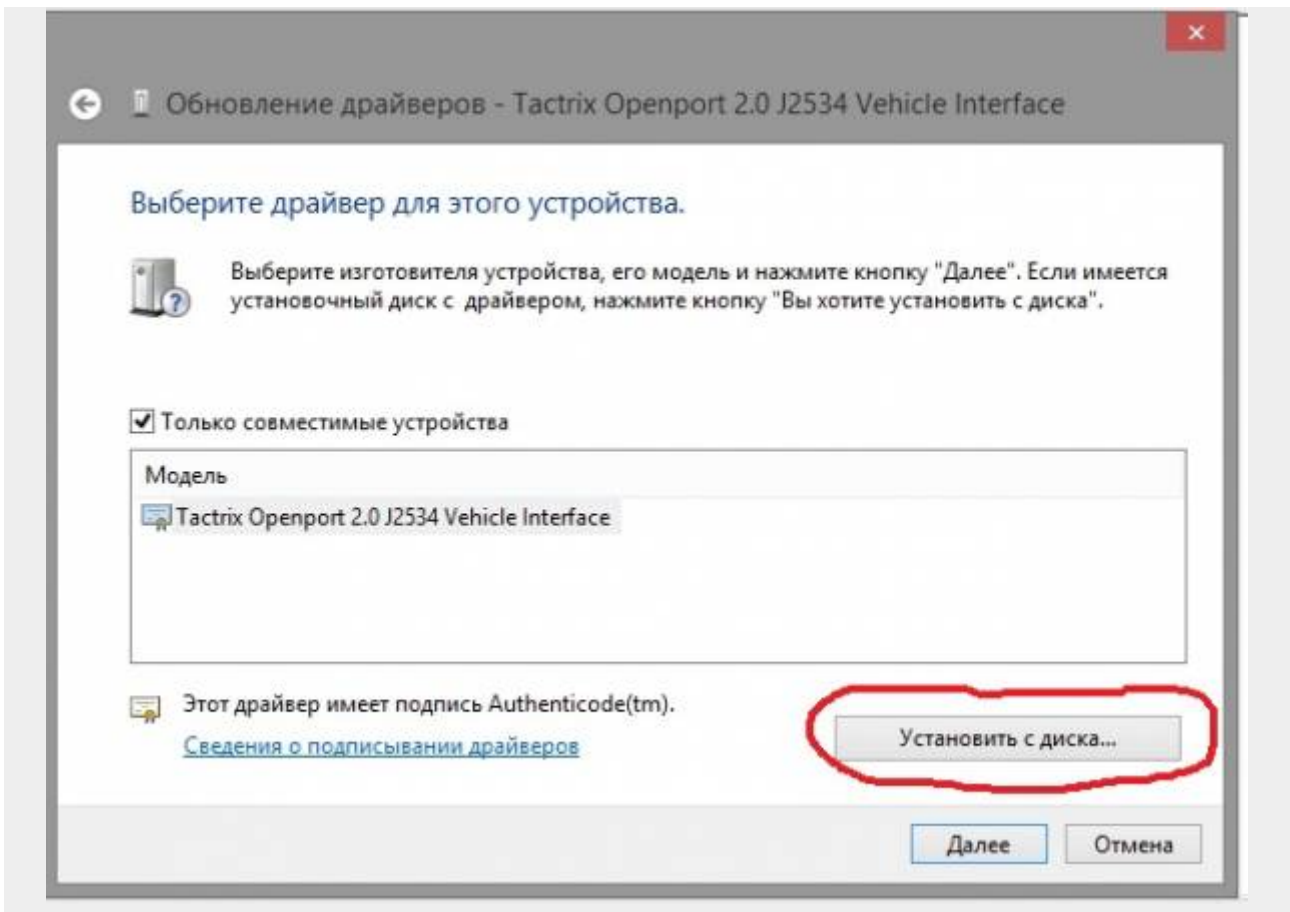 Обновление драйверов - Tactrix Openport 2.0 J2534 Vehicle Interface
Выберите драйвер для этого устройства.
Выберите изготовителя устройства, его модель и нажмите кнопку "Далее". Если имеется
установочный диск с драйвером, нажмите кнопку "Вы хотите установить с диска".
Только совместимые устройства
Модель
Tactrix Openport 2.0 J2534 Vehicle Interface
Этот драйвер имеет подпись Authenticode(tm).
Сведения о подписывании драйверов
Установить с диска...
Далее
Отмена